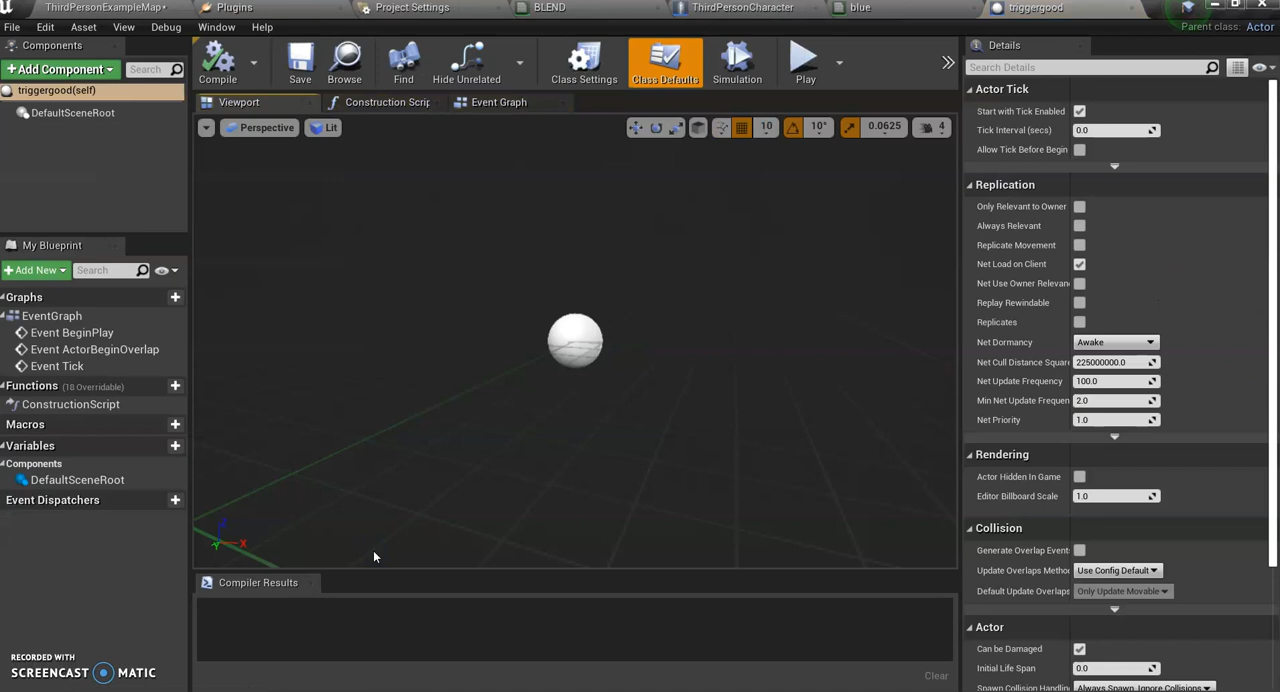 ThirdPersonExampleMap*
Plugins
Project Settings
BLEND
ThirdPersonCharacter
blue
triggergood
File Edit Asset View Debug Window Help
Parent class: Actor
Components
+Add Component
Search
triggergood(self)
DefaultSceneRoot
My Blueprint
+Add New
Search
Graphs
EventGraph
Event BeginPlay
Event ActorBeginOverlap
Event Tick
Functions (18 Overridable)
ConstructionScript
Macros
Variables
Components
DefaultSceneRoot
Event Dispatchers
RECORDED WITH
SCREENCAST MATIC
Compile
Save
Browse
Find
Hide Unrelated
Class Settings
Class Defaults
Simulation
Play
Viewport
Construction Scrip
Event Graph
Perspective
Lit
10
10°
0.0625
4
Z
X
Y
Compiler Results
Clear
Details
Search Details
Actor Tick
Start with Tick Enabled
Tick Interval (secs) 0.0
Allow Tick Before Begin
Replication
Only Relevant to Owner
Always Relevant
Replicate Movement
Net Load on Client
Net Use Owner Relevan
Replay Rewindable
Replicates
Net Dormancy Awake
Net Cull Distance Square 225000000.0
Net Update Frequency 100.0
Min Net Update Frequen 2.0
Net Priority 1.0
Rendering
Actor Hidden In Game
Editor Billboard Scale 1.0
Collision
Generate Overlap Event
Update Overlaps Metho Use Config Default
Default Update Overlaps Only Update Movable
Actor
Can be Damaged
Initial Life Span 0.0
Spawn Collision Handlin Always Spawn, Ignore Collisions